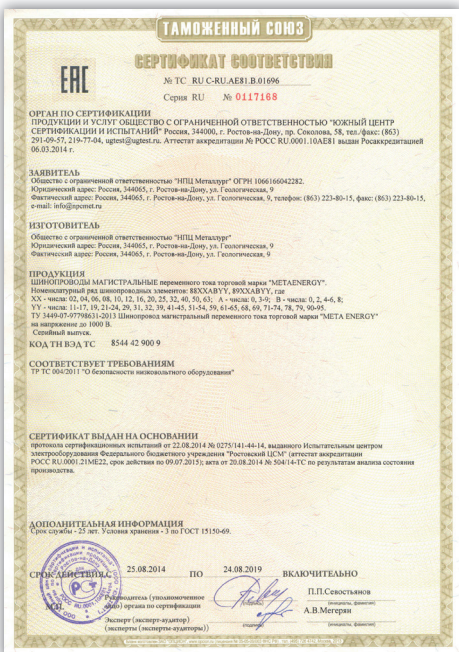 ТАМОЖЕННЫЙ СОЮЗ
СЕРТИФИКАТ СООТВЕТСТВИЯ
ЕАС
№ ТС RU C-RU.АЕ81.В.01696
Серия RU № 0117168
ОРГАН ПО СЕРТИФИКАЦИИ
ПРОДУКЦИИ И УСЛУГ ОБЩЕСТВО С ОГРАНИЧЕННОЙ ОТВЕТСТВЕННОСТЬЮ "ЮЖНЫЙ ЦЕНТР
СЕРТИФИКАЦИИ И ИСПЫТАНИЙ" Россия, 344000, г. Ростов-на-Дону, пр. Соколова, 58, тел./факс: (863)
291-09-57, 219-77-04, ugtest@ugtest.ru. Аттестат аккредитации № РОСС RU.0001.10АЕ81 выдан Росаккредитацией
06.03.2014 г.
ЗАЯВИТЕЛЬ
Общество с ограниченной ответственностью "НПЦ Металлург" ОГРН 1066166042282.
Юридический адрес: Россия, 344065, г. Ростов-на-Дону, ул. Геологическая, 9
Фактический адрес: Россия, 344065, г. Ростов-на-Дону, ул. Геологическая, 9, телефон: (863) 223-80-15, факс: (863) 223-80-15,
e-mail: info@npcmet.ru
ИЗГОТОВИТЕЛЬ
Общество с ограниченной ответственностью "НПЦ Металлург"
Юридический адрес: Россия, 344065, г. Ростов-на-Дону, ул. Геологическая, 9
Фактический адрес: Россия, 344065, г. Ростов-на-Дону, ул. Геологическая, 9
ПРОДУКЦИЯ
ШИНОПРОВОДЫ МАГИСТРАЛЬНЫЕ переменного тока торговой марки "METAENERGY".
Номенклатурный ряд шинопроводных элементов: 88XXABYY, 89XXABYY, где
XX - числа: 02, 04, 06, 08, 10, 12, 16, 20, 25, 32, 40, 50, 63; А - числа: 0, 3-9; В - числа: 0, 2, 4-6, 8;
YY - числа: 11-17, 19, 21-24, 29, 31, 32, 39, 41-45, 51-54, 59, 61-65, 68, 69, 71-74, 78, 79, 90-95.
ТУ 3449-07-97798631-2013 Шинопровод магистральный переменного тока торговой марки "META ENERGY"
на напряжение до 1000 В.
Серийный выпуск.
КОД ТН ВЭД ТС 8544 42 900 9
СООТВЕТСТВУЕТ ТРЕБОВАНИЯМ
ТР ТС 004/2011 "О безопасности низковольтного оборудования"
СЕРТИФИКАТ ВЫДАН НА ОСНОВАНИИ
протокола сертификационных испытаний от 22.08.2014 № 0275/141-44-14, выданного Испытательным центром
электрооборудования Федерального бюджетного учреждения "Ростовский ЦСМ" (аттестат аккредитации
РОСС RU.0001.21МЕ22, срок действия по 09.07.2015); акта от 20.08.2014 № 504/14-ТС по результатам анализа состояния
производства.
ДОПОЛНИТЕЛЬНАЯ ИНФОРМАЦИЯ
Срок службы - 25 лет. Условия хранения - 3 по ГОСТ 15150-69.
СРОК ДЕЙСТВИЯ С 25.08.2014 ПО 24.08.2019 ВКЛЮЧИТЕЛЬНО
М.П. Руководитель (уполномоченное П.П.Севостьянов
лицо) органа по сертификации (инициалы, фамилия)
Эксперт (эксперт-аудитор) А.В.Мегерян
(эксперты (эксперты-аудиторы)) (инициалы, фамилия)